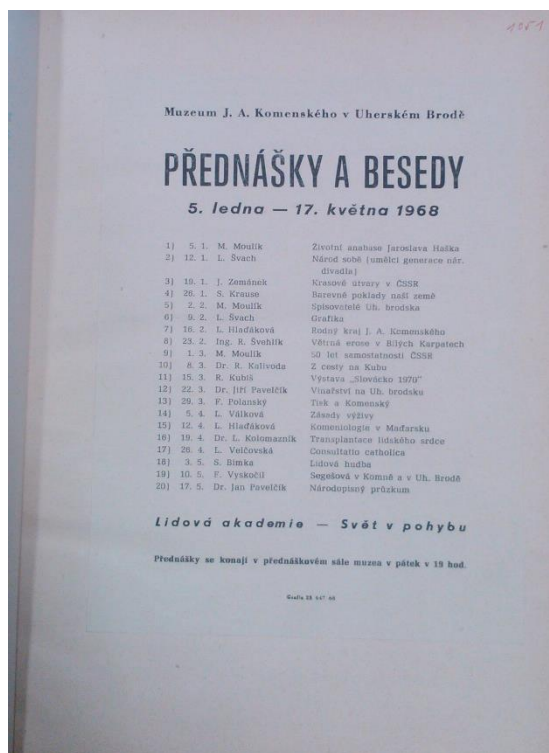 1051
Muzeum J. A. Komenského v Uherském Brodě
PŘEDNÁŠKY A BESEDY
5. ledna — 17. května 1968
1) 5. 1. M. Moulík Životní anabase Jaroslava Haška
2) 12. 1. L. Švach Národ sobě (umělci generace nár.
divadla)
3) 19. 1. J. Zemánek Krasové útvary v ČSSR
4) 26. 1. S. Krause Barevné poklady naší země
5) 2. 2. M. Moulík Spisovatelé Uh. brodska
6) 9. 2. L. Švach Grafika
7) 16. 2. L. Hlaďáková Rodný kraj J. A. Komenského
8) 23. 2. Ing. R. Švehlík Větrná erose v Bílých Karpatech
9) 1. 3. M. Moulík 50 let samostatnosti ČSSR
10) 8. 3. Dr. R. Kalivoda Z cesty na Kubu
11) 15. 3. R. Kubiš Výstava „Slovácko 1970"
12) 22. 3. Dr. Jiří Pavelčík Vinařství na Uh. brodsku
13) 29. 3. F. Polanský Tisk a Komenský
14) 5. 4. L. Válková Zásady výživy
15) 12. 4. L. Hlaďáková Komeniologie v Maďarsku
16) 19. 4. Dr. L. Kolomazník Transplantace lidského srdce
17) 26. 4. L. Velčovská Consultatio catholica
18) 3. 5. S. Bimka Lidová hudba
19) 10. 5. F. Vyskočil Segešová v Komně a v Uh. Brodě
20) 17. 5. Dr. Jan Pavelčík Národopisný průzkum
Lidová akademie — Svět v pohybu
Přednášky se konají v přednáškovém sále muzea v pátek v 19 hod.